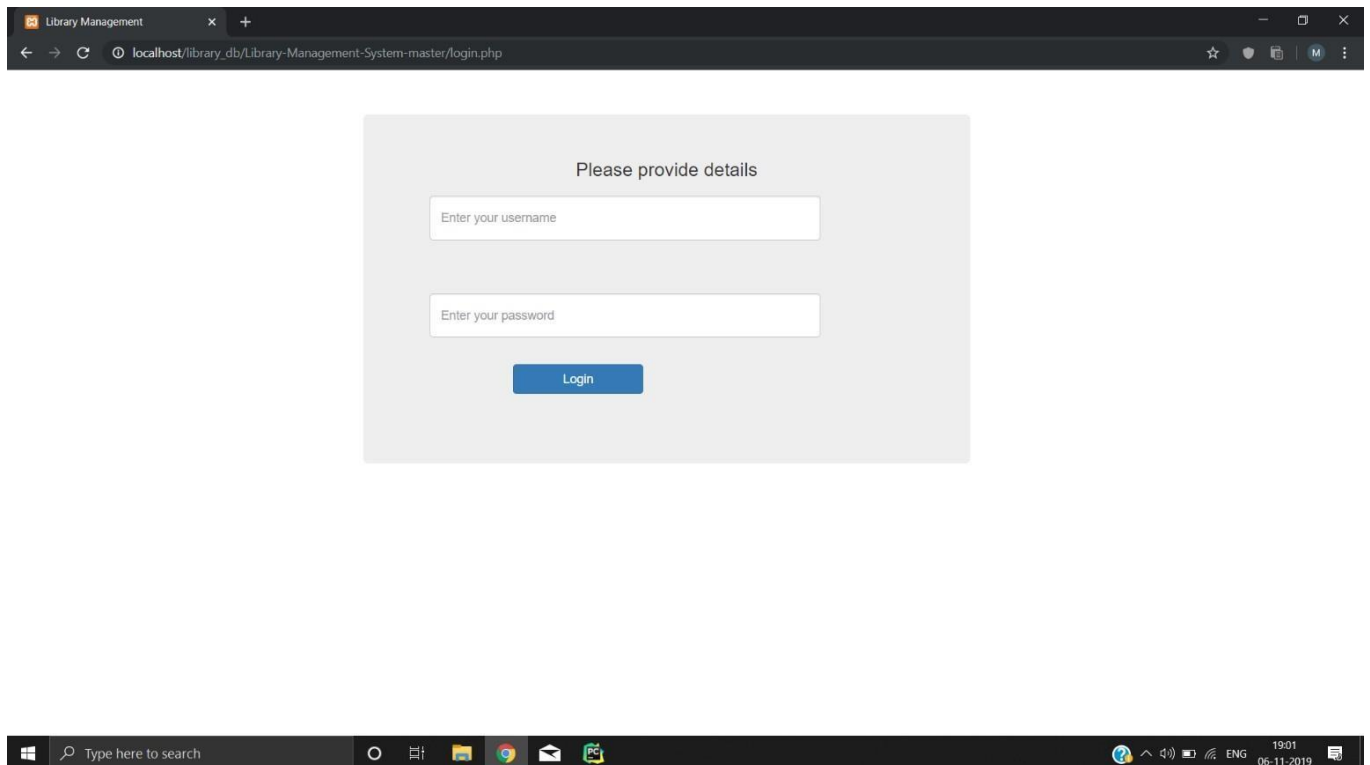 Library Management
localhost/library_db/Library-Management-System-master/login.php
M
Please provide details
Enter your username
Enter your password
Login
Type here to search
PC
ENG
19:01
06-11-2019